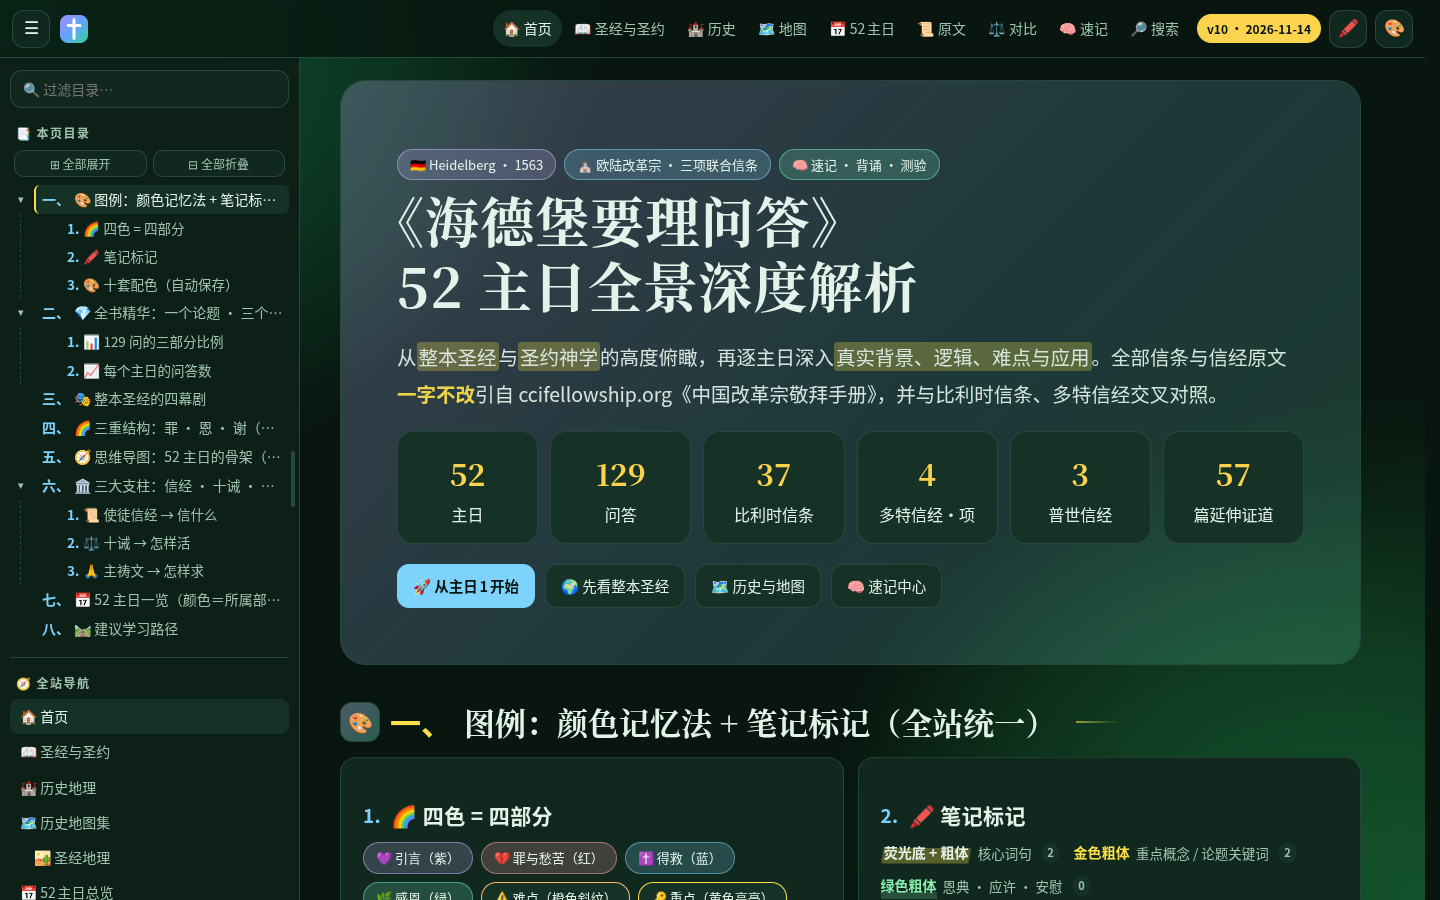 ☰
🏠 首页
📖 圣经与圣约
🏰 历史
🗺️ 地图
📅 52 主日
📜 原文
⚖️ 对比
🧠 速记
🔎 搜索
v10 · 2026-11-14
🔍 过滤目录…
📑 本页目录
⊞ 全部展开
⊟ 全部折叠
▾ 一、 🎨 图例：颜色记忆法 + 笔记标…
1. 🌈 四色 = 四部分
2. 🖍️ 笔记标记
3. 🎨 十套配色（自动保存）
▾ 二、 💎 全书精华：一个论题 · 三个…
1. 📊 129 问的三部分比例
2. 📈 每个主日的问答数
三、 🎭 整本圣经的四幕剧
四、 🌈 三重结构：罪 · 恩 · 谢（…
五、 🧭 思维导图：52 主日的骨架（…
▾ 六、 🏛️ 三大支柱：信经 · 十诫 · …
1. 📜 使徒信经 → 信什么
2. ⚖️ 十诫 → 怎样活
3. 🙏 主祷文 → 怎样求
七、 📅 52 主日一览（颜色＝所属部…
八、 🛤️ 建议学习路径
🧭 全站导航
🏠 首页
📖 圣经与圣约
🏰 历史地理
🗺️ 历史地图集
🏜️ 圣经地理
📅 52 主日总览
🇩🇪 Heidelberg · 1563
⛪ 欧陆改革宗 · 三项联合信条
🧠 速记 · 背诵 · 测验
《海德堡要理问答》
52 主日全景深度解析
从整本圣经与圣约神学的高度俯瞰，再逐主日深入真实背景、逻辑、难点与应用。全部信条与信经原文
一字不改引自 ccifellowship.org《中国改革宗敬拜手册》，并与比利时信条、多特信经交叉对照。
52
主日
129
问答
37
比利时信条
4
多特信经·项
3
普世信经
57
篇延伸证道
🚀 从主日 1 开始
🌍 先看整本圣经
🗺️ 历史与地图
🧠 速记中心
🎨 一、 图例：颜色记忆法 + 笔记标记（全站统一）
1. 🌈 四色 = 四部分
💜 引言（紫）
💔 罪与愁苦（红）
✝️ 得救（蓝）
🌿 感恩（绿）
⚠️ 难点（橙色斜纹）
🔑 重点（黄色高亮）
2. 🖍️ 笔记标记
荧光底 + 粗体 核心词句 2
金色粗体 重点概念 / 论题关键词 2
绿色粗体 恩典 · 应许 · 安慰 0